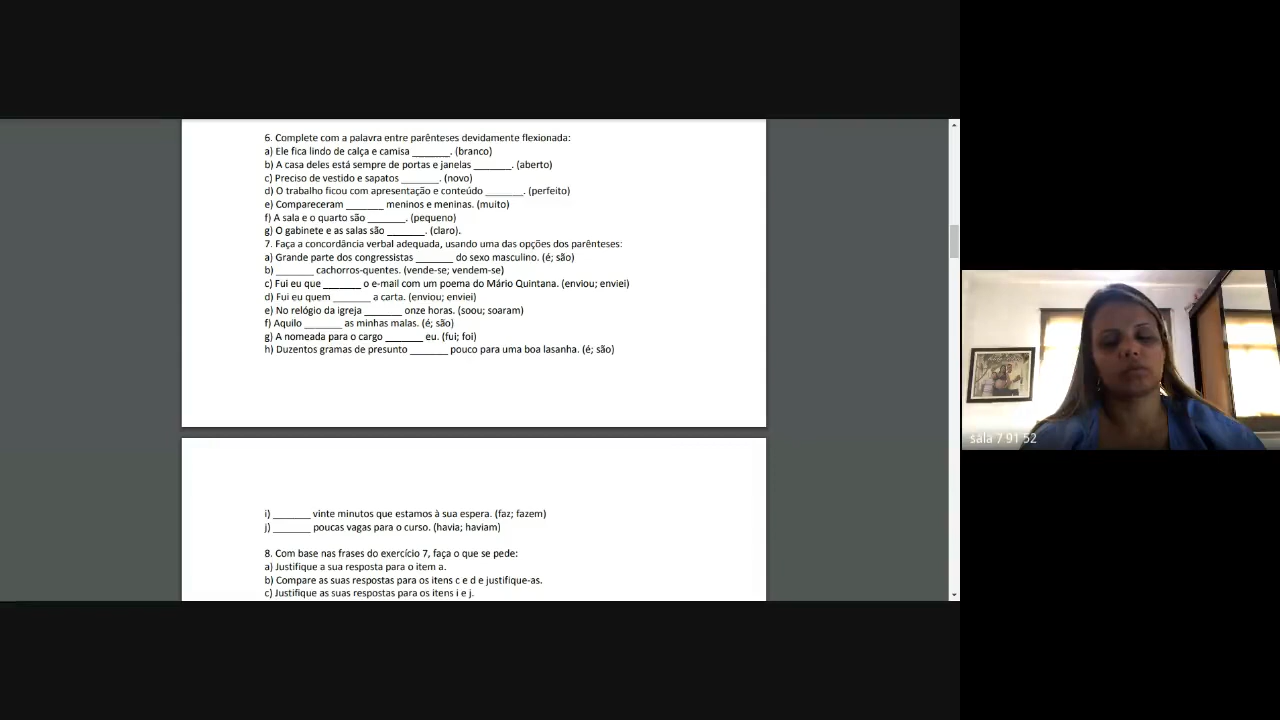 6. Complete com a palavra entre parênteses devidamente flexionada:
a) Ele fica lindo de calça e camisa _______. (branco)
b) A casa deles está sempre de portas e janelas _______. (aberto)
c) Preciso de vestido e sapatos _______. (novo)
d) O trabalho ficou com apresentação e conteúdo _______. (perfeito)
e) Compareceram _______ meninos e meninas. (muito)
f) A sala e o quarto são _______. (pequeno)
g) O gabinete e as salas são _______. (claro).
7. Faça a concordância verbal adequada, usando uma das opções dos parênteses:
a) Grande parte dos congressistas _______ do sexo masculino. (é; são)
b) _______ cachorros-quentes. (vende-se; vendem-se)
c) Fui eu que _______ o e-mail com um poema do Mário Quintana. (enviou; enviei)
d) Fui eu quem _______ a carta. (enviou; enviei)
e) No relógio da igreja _______ onze horas. (soou; soaram)
f) Aquilo _______ as minhas malas. (é; são)
g) A nomeada para o cargo _______ eu. (fui; foi)
h) Duzentos gramas de presunto _______ pouco para uma boa lasanha. (é; são)
i) _______ vinte minutos que estamos à sua espera. (faz; fazem)
j) _______ poucas vagas para o curso. (havia; haviam)
8. Com base nas frases do exercício 7, faça o que se pede:
a) Justifique a sua resposta para o item a.
b) Compare as suas respostas para os itens c e d e justifique-as.
c) Justifique as suas respostas para os itens i e j.
sala 7 91 52